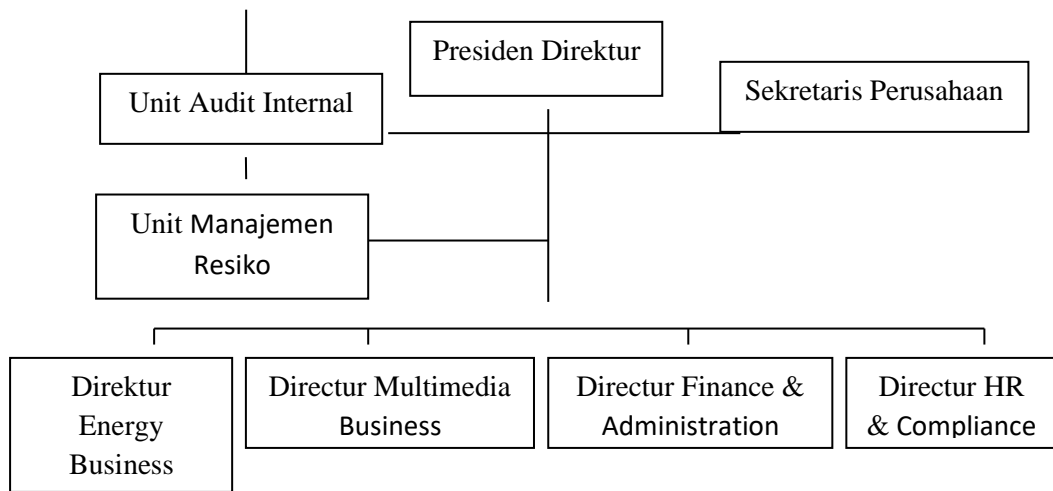 Presiden Direktur
Unit Audit Internal
Sekretaris Perusahaan
Unit Manajemen
Resiko
Direktur
Energy
Business
Directur Multimedia
Business
Directur Finance &
Administration
Directur HR
& Compliance